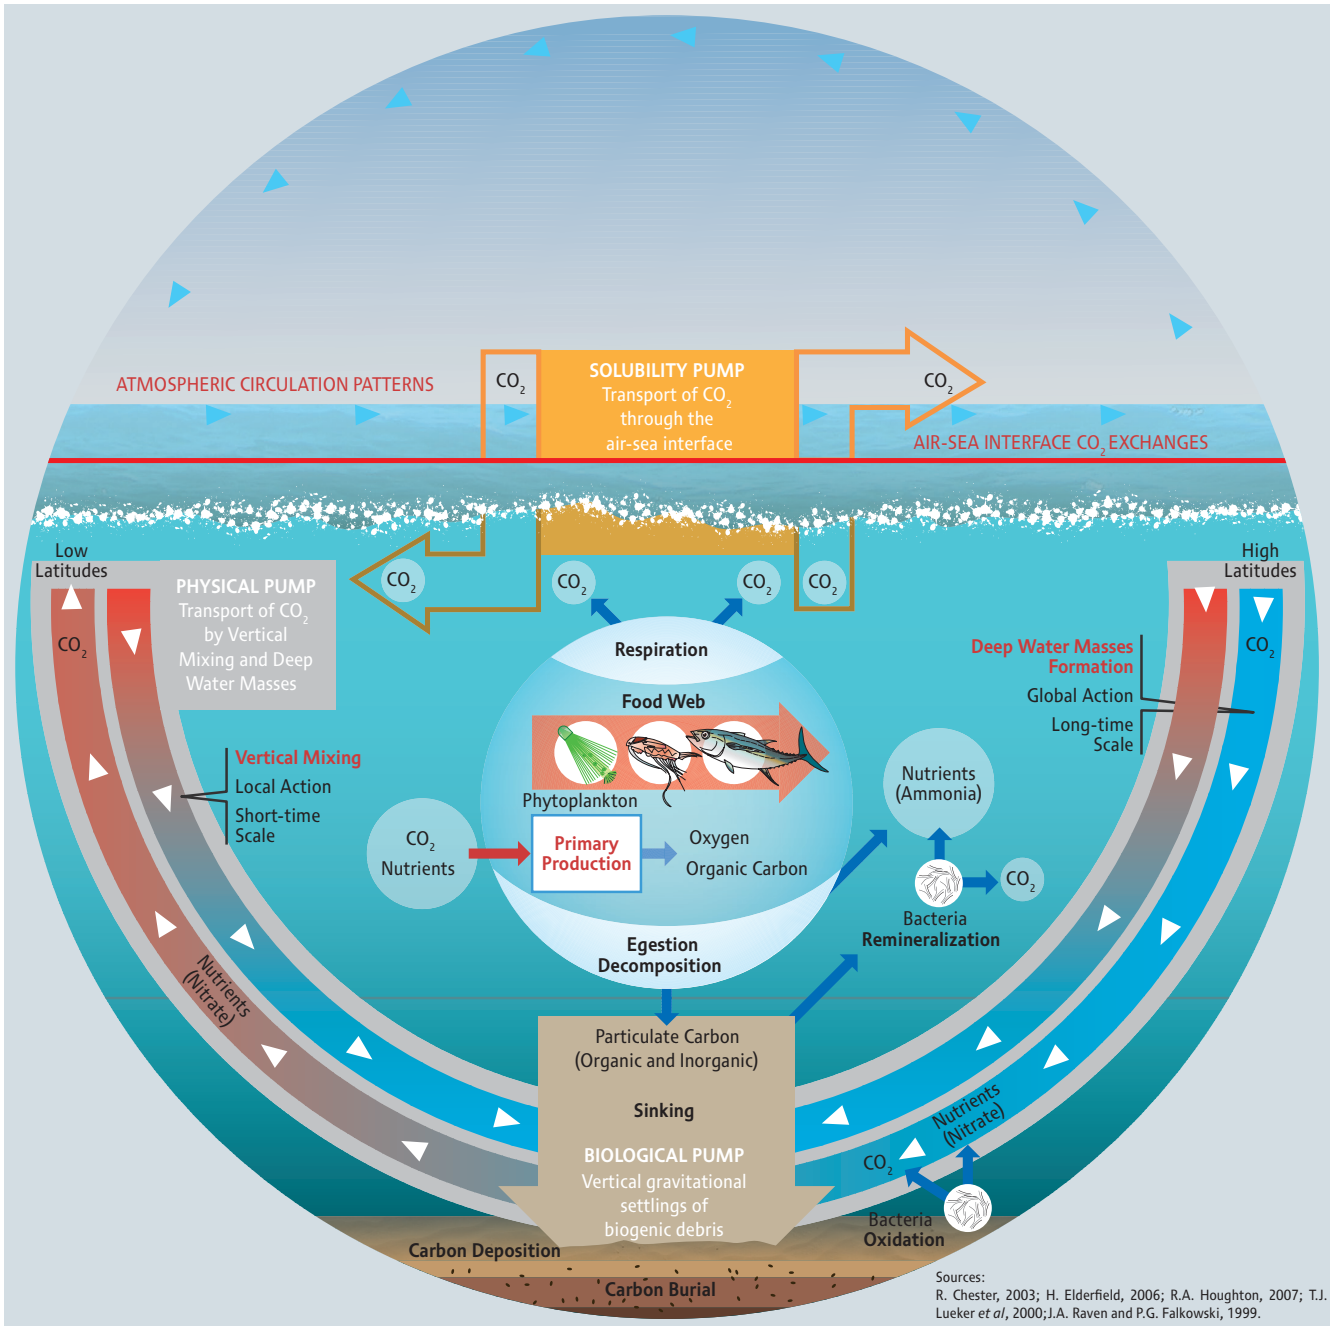 SOLUBILITY PUMP
Transport of CO2
through the
air-sea interface
CO2
CO2
ATMOSPHERIC CIRCULATION PATTERNS
AIR-SEA INTERFACE CO2 EXCHANGES
Low
Latitudes
High
Latitudes
PHYSICAL PUMP
Transport of CO2
by Vertical
Mixing and Deep
Water Masses
CO2
CO2
CO2
CO2
CO2
CO2
Respiration
Deep Water Masses
Formation
Global Action
Long-time
Scale
Food Web
Vertical Mixing
Local Action
Short-time
Scale
Nutrients
(Ammonia)
Phytoplankton
CO2
Nutrients
Primary
Production
Oxygen
Organic Carbon
CO2
Bacteria
Remineralization
Egestion
Decomposition
Nutrients
(Nitrate)
Particulate Carbon
(Organic and Inorganic)
Sinking
BIOLOGICAL PUMP
Vertical gravitational
settlings of
biogenic debris
Nutrients
(Nitrate)
CO2
Bacteria
Oxidation
Carbon Deposition
Carbon Burial
Sources:
R. Chester, 2003; H. Elderfield, 2006; R.A. Houghton, 2007; T.J.
Lueker et al, 2000;J.A. Raven and P.G. Falkowski, 1999.